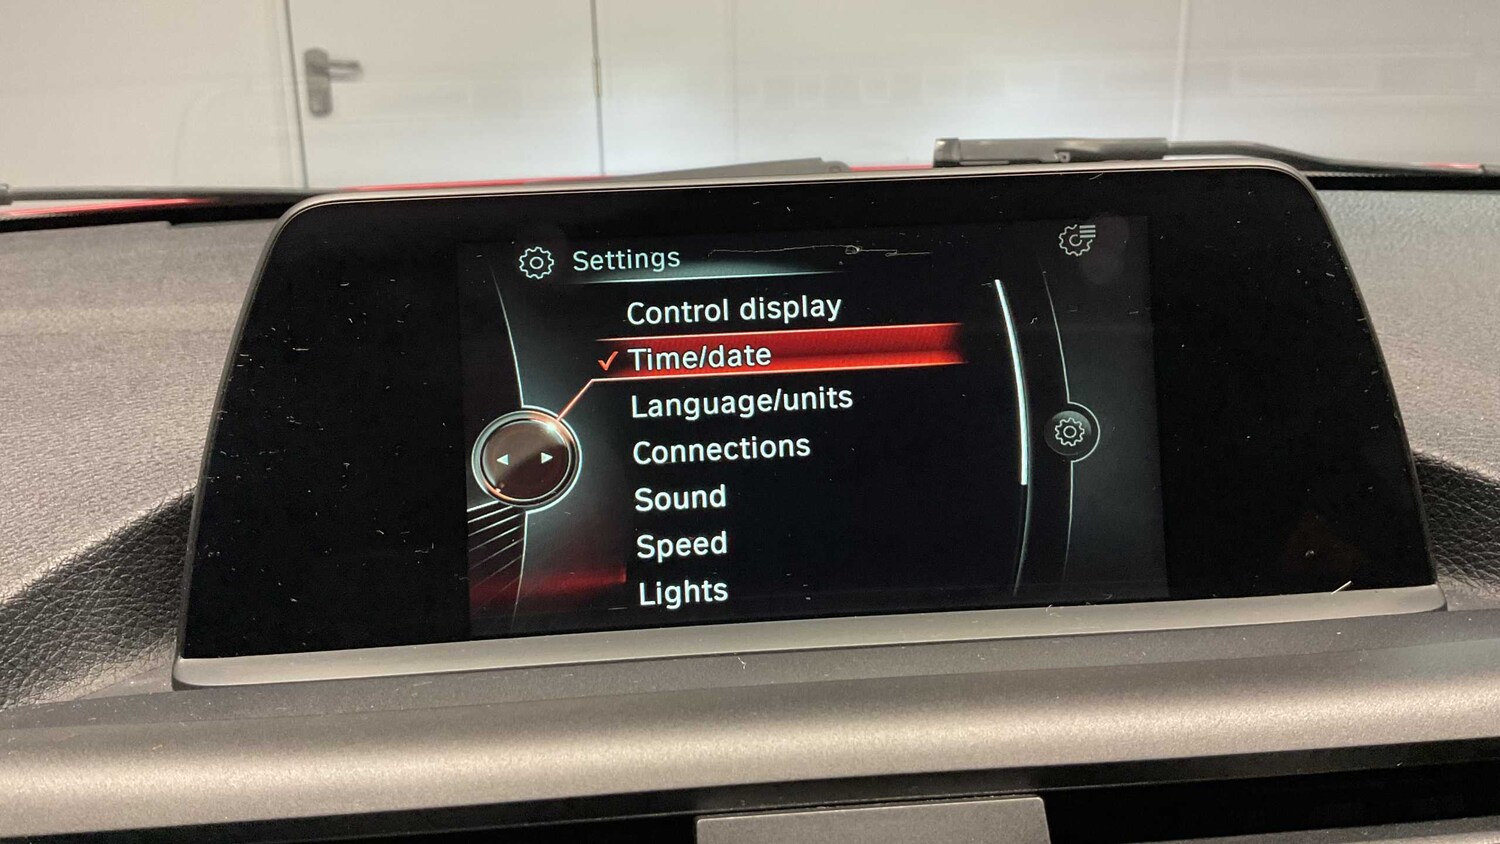 Settings
Control display
Time/date
Language/units
Connections
Sound
Speed
Lights